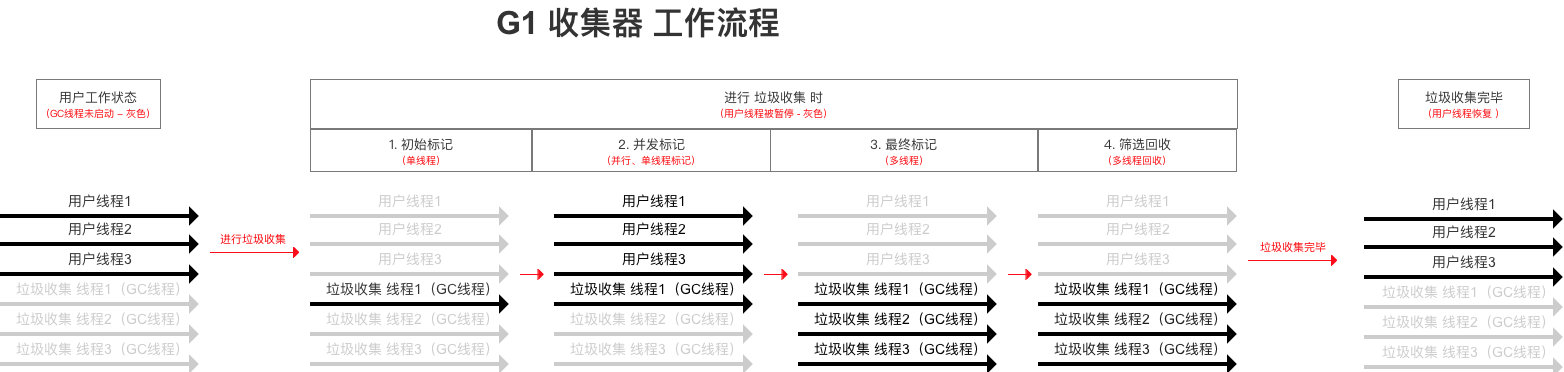 G1 收集器 工作流程
用户工作状态
（GC线程未启动 – 灰色）
进行 垃圾收集 时
（用户线程被暂停 - 灰色）
垃圾收集完毕
（用户线程恢复 ）
1. 初始标记
（单线程）
2. 并发标记
（并行、单线程标记）
3. 最终标记
（多线程）
4. 筛选回收
（多线程回收）
用户线程1
用户线程2
用户线程3
垃圾收集 线程1（GC线程）
垃圾收集 线程2（GC线程）
垃圾收集 线程3（GC线程）
进行垃圾收集
用户线程1
用户线程2
用户线程3
垃圾收集 线程1（GC线程）
垃圾收集 线程2（GC线程）
垃圾收集 线程3（GC线程）
用户线程1
用户线程2
用户线程3
垃圾收集 线程1（GC线程）
垃圾收集 线程2（GC线程）
垃圾收集 线程3（GC线程）
用户线程1
用户线程2
用户线程3
垃圾收集 线程1（GC线程）
垃圾收集 线程2（GC线程）
垃圾收集 线程3（GC线程）
用户线程1
用户线程2
用户线程3
垃圾收集 线程1（GC线程）
垃圾收集 线程2（GC线程）
垃圾收集 线程3（GC线程）
垃圾收集完毕
用户线程1
用户线程2
用户线程3
垃圾收集 线程1（GC线程）
垃圾收集 线程2（GC线程）
垃圾收集 线程3（GC线程）